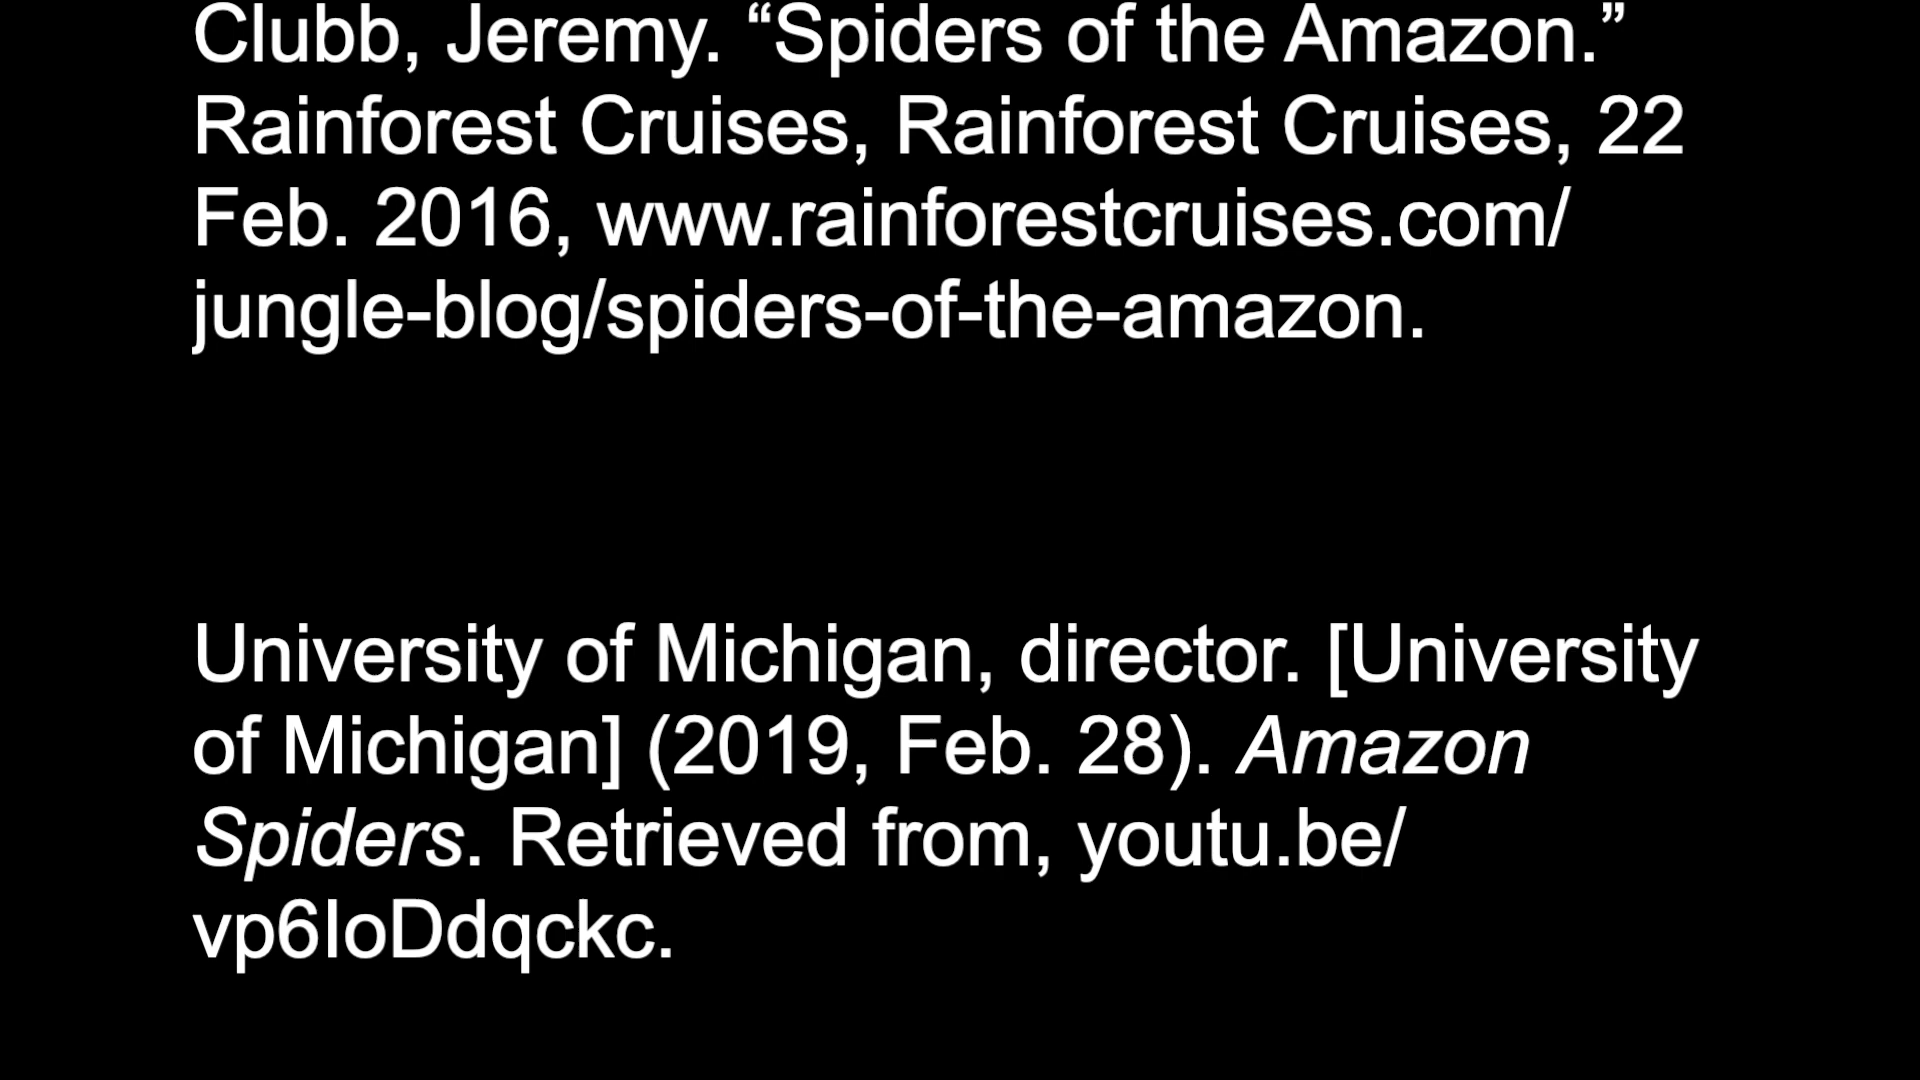 Clubb, Jeremy. “Spiders of the Amazon.”
Rainforest Cruises, Rainforest Cruises, 22
Feb. 2016, www.rainforestcruises.com/
jungle-blog/spiders-of-the-amazon.
University of Michigan, director. [University
of Michigan] (2019, Feb. 28). Amazon
Spiders. Retrieved from, youtu.be/
vp6IoDdqckc.